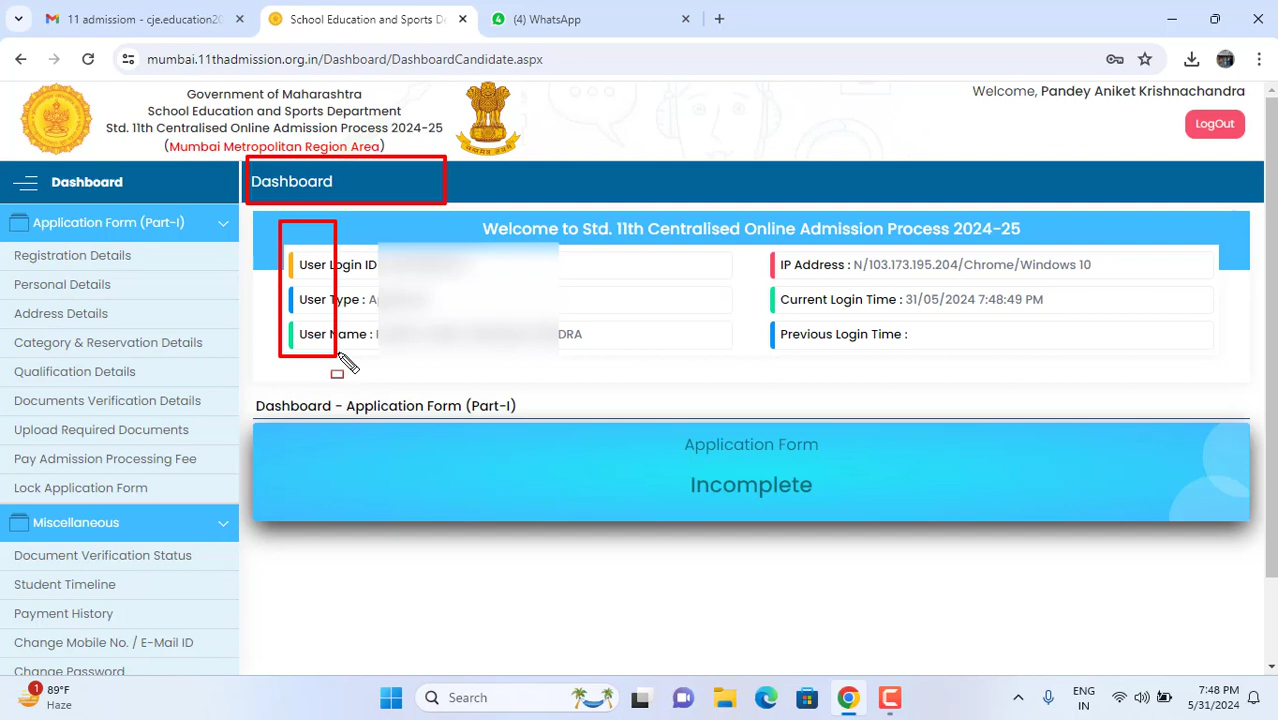 11 admission - cje.education20
School Education and Sports De
(4) WhatsApp
mumbai.11thadmission.org.in/Dashboard/DashboardCandidate.aspx
Government of Maharashtra
School Education and Sports Department
Std. 11th Centralised Online Admission Process 2024-25
(Mumbai Metropolitan Region Area)
Welcome, Pandey Aniket Krishnachandra
LogOut
Dashboard
Dashboard
Application Form (Part-I)
Registration Details
Personal Details
Address Details
Category & Reservation Details
Qualification Details
Documents Verification Details
Upload Required Documents
Pay Admission Processing Fee
Lock Application Form
Miscellaneous
Document Verification Status
Student Timeline
Payment History
Change Mobile No. / E-Mail ID
Change Password
Welcome to Std. 11th Centralised Online Admission Process 2024-25
User Login ID
IP Address : N/103.173.195.204/Chrome/Windows 10
User Type :
Current Login Time : 31/05/2024 7:48:49 PM
User Name :
Previous Login Time :
Dashboard - Application Form (Part-I)
Application Form
Incomplete
1
89°F
Haze
Search
ENG
IN
7:48 PM
5/31/2024